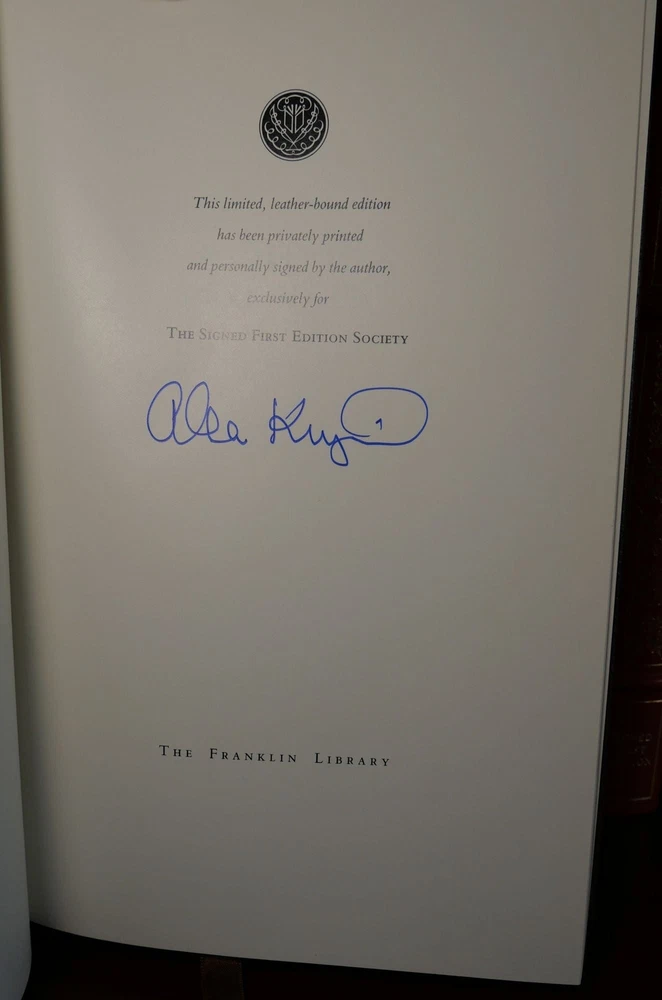 This limited, leather-bound edition
has been privately printed
and personally signed by the author,
exclusively for
THE SIGNED FIRST EDITION SOCIETY
THE FRANKLIN LIBRARY